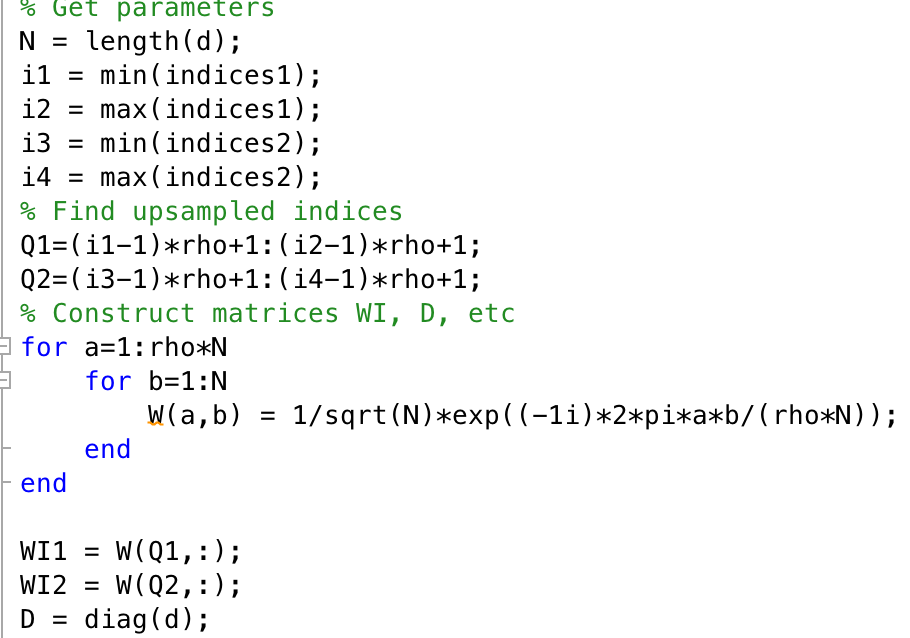 % Get parameters
N = length(d);
i1 = min(indices1);
i2 = max(indices1);
i3 = min(indices2);
i4 = max(indices2);
% Find upsampled indices
Q1=(i1-1)*rho+1:(i2-1)*rho+1;
Q2=(i3-1)*rho+1:(i4-1)*rho+1;
% Construct matrices WI, D, etc
for a=1:rho*N
    for b=1:N
        W(a,b) = 1/sqrt(N)*exp((-1i)*2*pi*a*b/(rho*N));
    end
end

WI1 = W(Q1,:);
WI2 = W(Q2,:);
D = diag(d);